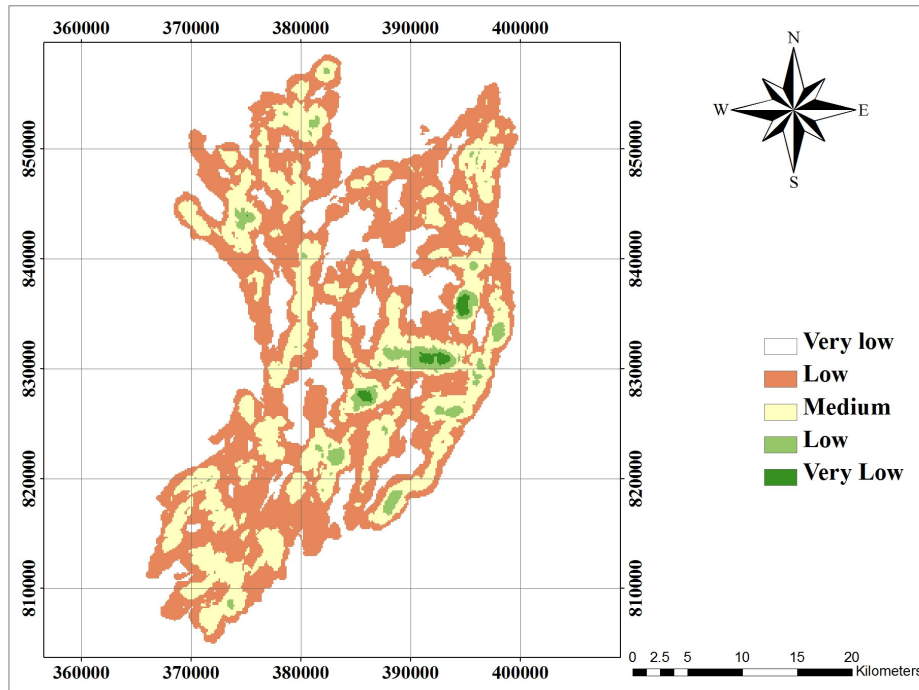 360000 370000 380000 390000 400000
N
W E
S
850000 850000
840000 840000
830000 830000
820000 820000
810000 810000
Very low
Low
Medium
Low
Very Low
360000 370000 380000 390000 400000
0 2.5 5 10 15 20
Kilometers